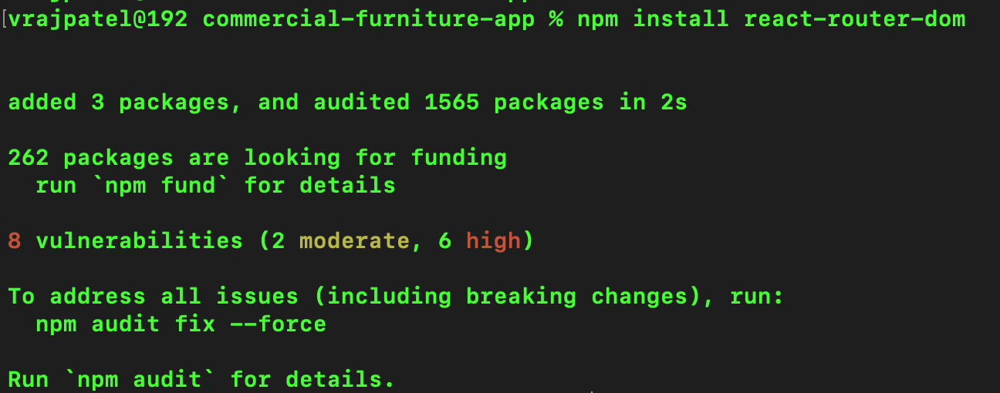 [vrajpatel@192 commercial-furniture-app % npm install react-router-dom
added 3 packages, and audited 1565 packages in 2s
262 packages are looking for funding
run `npm fund` for details
8 vulnerabilities (2 moderate, 6 high)
To address all issues (including breaking changes), run:
npm audit fix --force
Run `npm audit` for details.